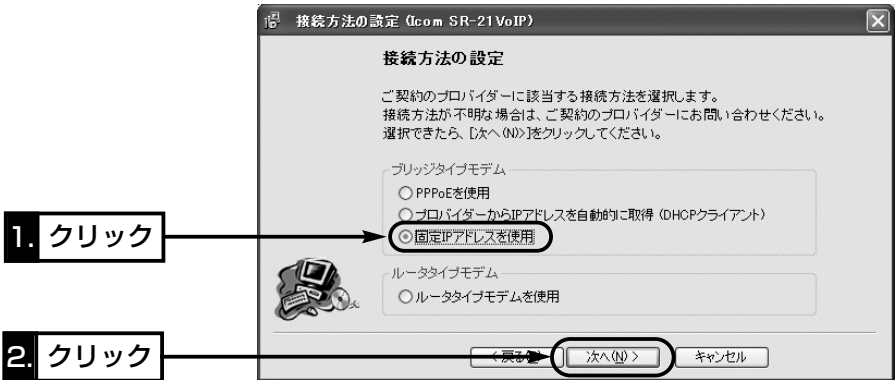 接続方法の設定 (Icom SR-21VoIP)
接続方法の設定
ご契約のプロバイダーに該当する接続方法を選択します。
接続方法が不明な場合は、ご契約のプロバイダーにお問い合わせください。
選択できたら、[次へ(N)>]をクリックしてください。
ブリッジタイプモデム
PPPoEを使用
プロバイダーからIPアドレスを自動的に取得 (DHCPクライアント)
1. クリック
固定IPアドレスを使用
ルータタイプモデム
ルータタイプモデムを使用
2. クリック
< 戻る 次へ(N) > キャンセル